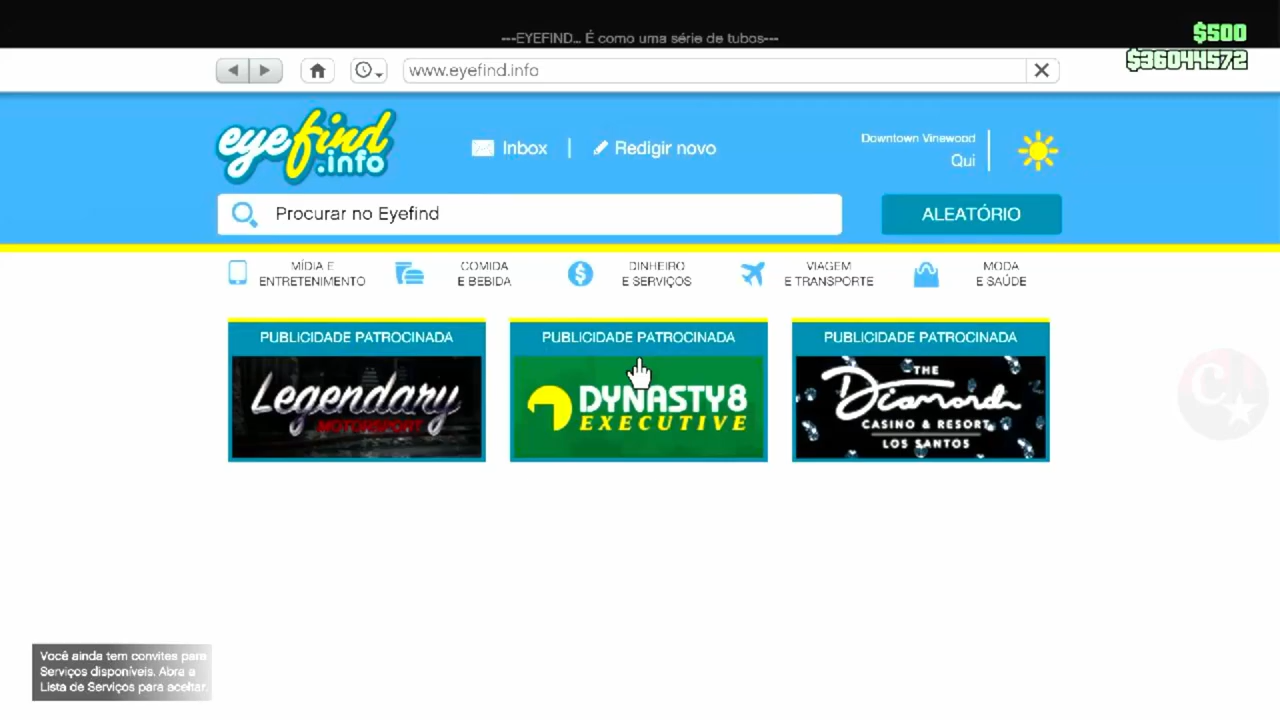 ---EYEFIND... É como uma série de tubos---
$500
$36044572
www.eyefind.info
eyefind
.info
Inbox
Redigir novo
Downtown Vinewood
Qui
Procurar no Eyefind
ALEATÓRIO
MÍDIA E
ENTRETENIMENTO
COMIDA
E BEBIDA
DINHEIRO
E SERVIÇOS
VIAGEM
E TRANSPORTE
MODA
E SAÚDE
PUBLICIDADE PATROCINADA
Legendary
MOTORSPORT
PUBLICIDADE PATROCINADA
DYNASTY8
EXECUTIVE
PUBLICIDADE PATROCINADA
THE
Diamond
CASINO & RESORT
LOS SANTOS
C
Você ainda tem convites para
Serviços disponíveis. Abra a
Lista de Serviços para aceitar.